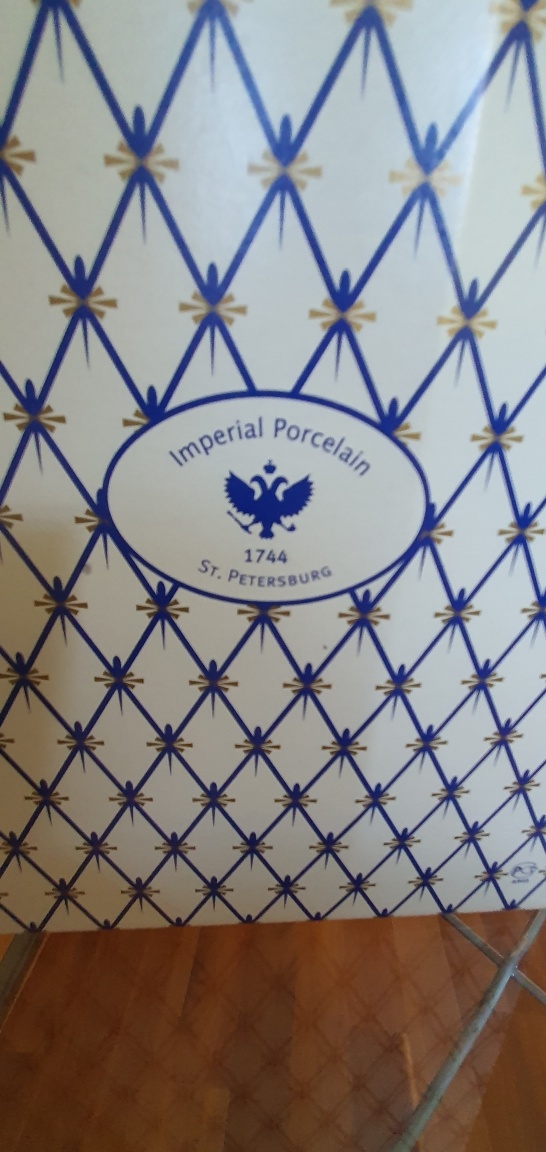 Imperial Porcelain
1744
St. Petersburg